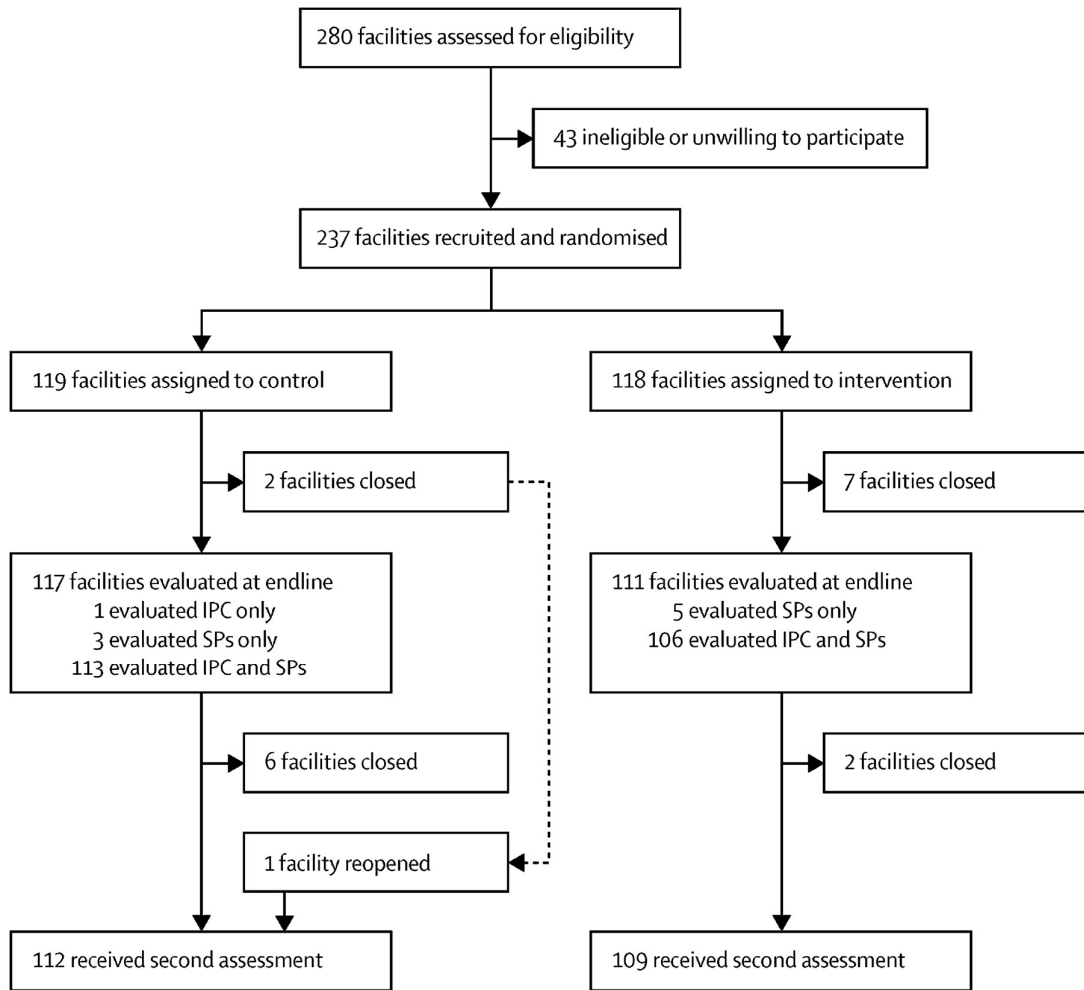 280 facilities assessed for eligibility
43 ineligible or unwilling to participate
237 facilities recruited and randomised
119 facilities assigned to control
118 facilities assigned to intervention
2 facilities closed
7 facilities closed
117 facilities evaluated at endline
1 evaluated IPC only
3 evaluated SPs only
113 evaluated IPC and SPs
111 facilities evaluated at endline
5 evaluated SPs only
106 evaluated IPC and SPs
6 facilities closed
2 facilities closed
1 facility reopened
112 received second assessment
109 received second assessment